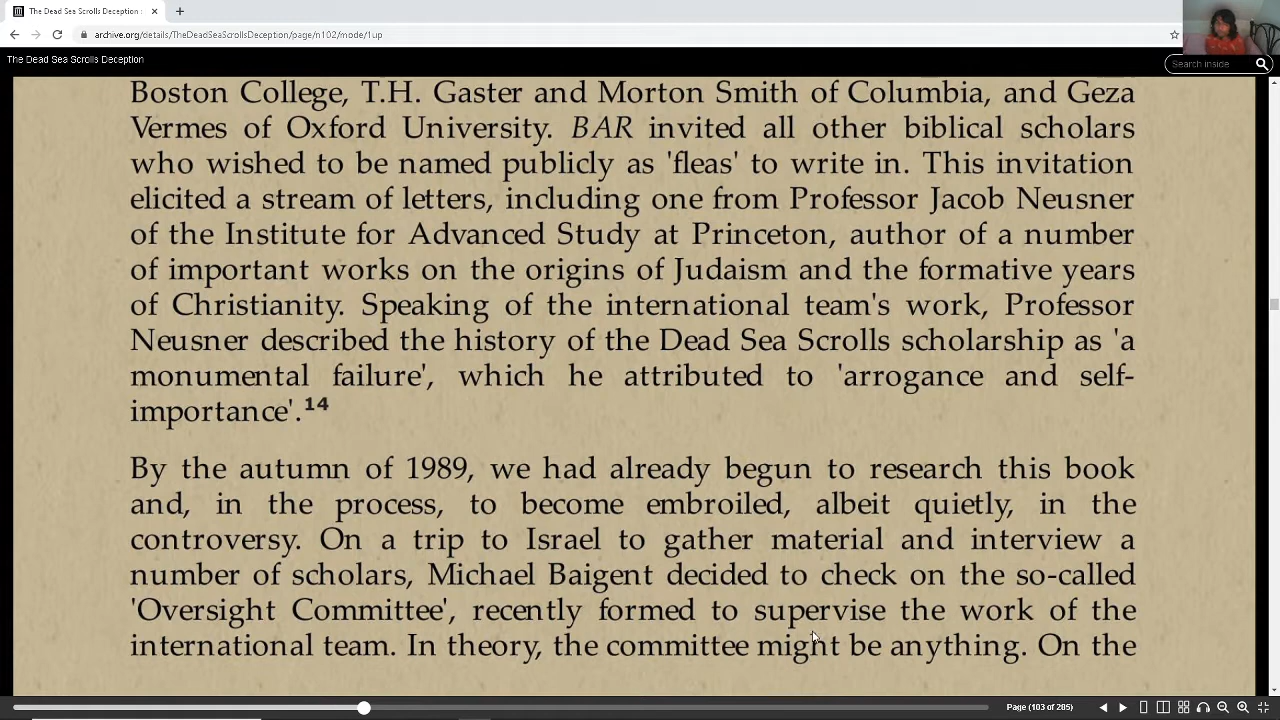 The Dead Sea Scrolls Deception :
archive.org/details/TheDeadSeaScrollsDeception/page/n102/mode/1up
The Dead Sea Scrolls Deception
Search inside
Boston College, T.H. Gaster and Morton Smith of Columbia, and Geza
Vermes of Oxford University. BAR invited all other biblical scholars
who wished to be named publicly as 'fleas' to write in. This invitation
elicited a stream of letters, including one from Professor Jacob Neusner
of the Institute for Advanced Study at Princeton, author of a number
of important works on the origins of Judaism and the formative years
of Christianity. Speaking of the international team's work, Professor
Neusner described the history of the Dead Sea Scrolls scholarship as 'a
monumental failure', which he attributed to 'arrogance and self-
importance'.14
By the autumn of 1989, we had already begun to research this book
and, in the process, to become embroiled, albeit quietly, in the
controversy. On a trip to Israel to gather material and interview a
number of scholars, Michael Baigent decided to check on the so-called
'Oversight Committee', recently formed to supervise the work of the
international team. In theory, the committee might be anything. On the
Page (103 of 205)